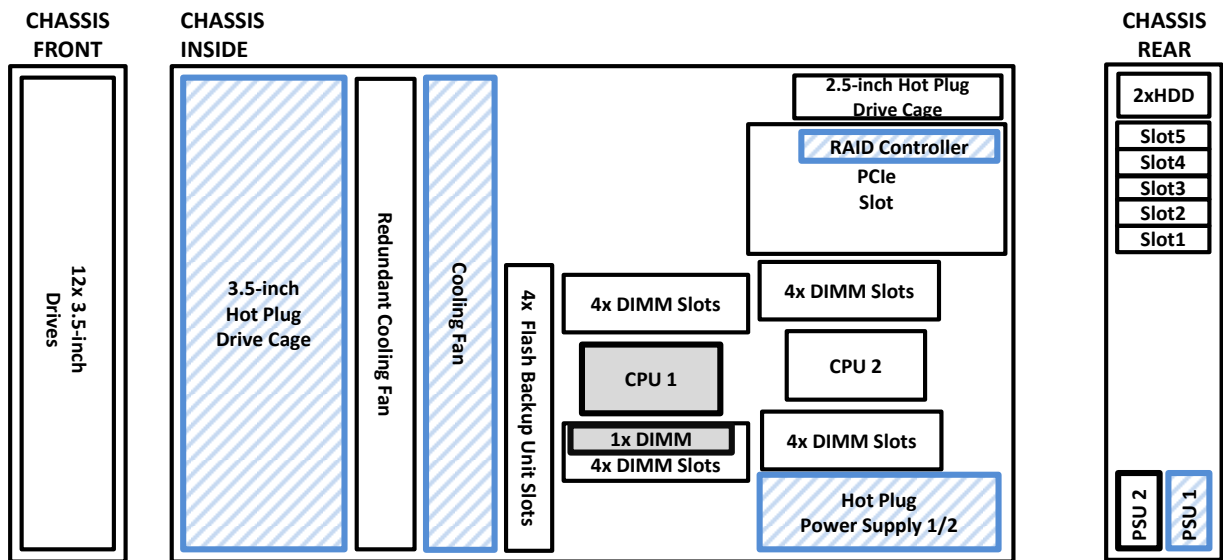 CHASSIS
FRONT
12x 3.5-inch
Drives
CHASSIS
INSIDE
3.5-inch
Hot Plug
Drive Cage
Redundant Cooling Fan
Cooling Fan
4x  Flash Backup Unit Slots
2.5-inch Hot Plug
Drive Cage
RAID Controller
PCIe
Slot
4x DIMM Slots
4x DIMM Slots
CPU 1
CPU 2
1x DIMM
4x DIMM Slots
4x DIMM Slots
Hot Plug
Power Supply 1/2
CHASSIS
REAR
2xHDD
Slot5
Slot4
Slot3
Slot2
Slot1
PSU 2
PSU 1